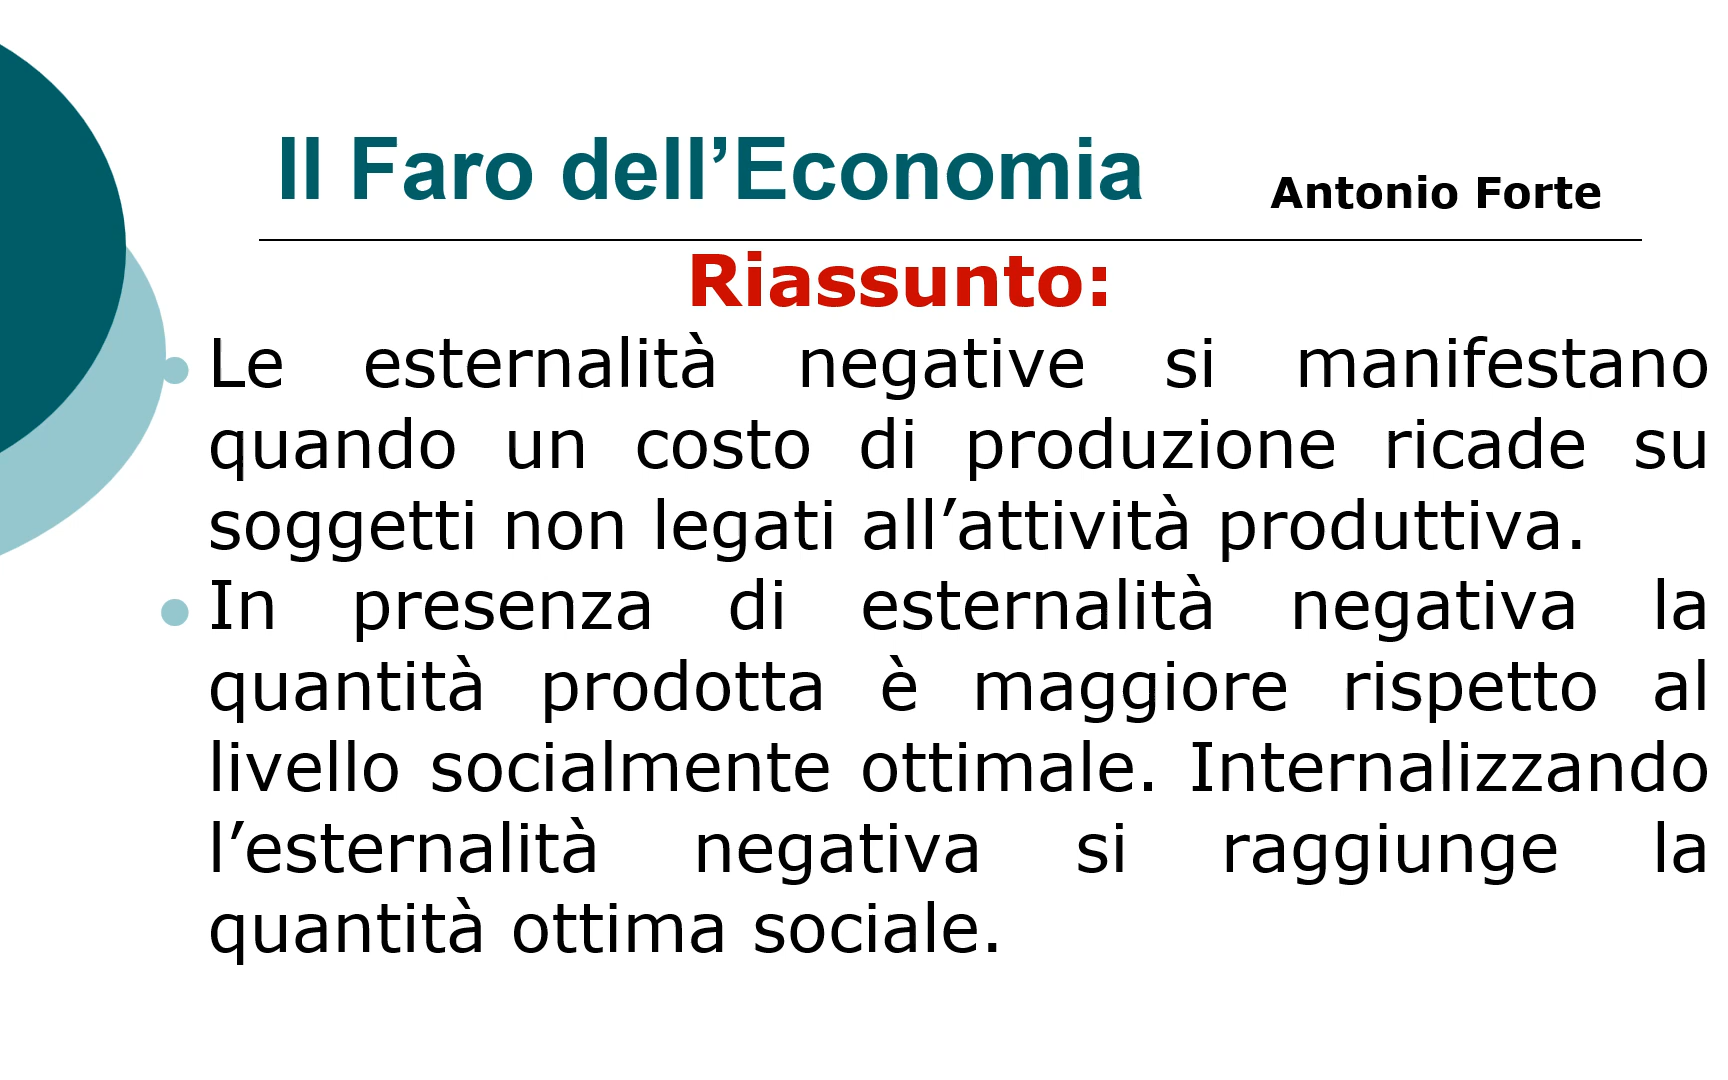 Il Faro dell’Economia
Antonio Forte
Riassunto:
Le esternalità negative si manifestano
quando un costo di produzione ricade su
soggetti non legati all’attività produttiva.
In presenza di esternalità negativa la
quantità prodotta è maggiore rispetto al
livello socialmente ottimale. Internalizzando
l’esternalità negativa si raggiunge la
quantità ottima sociale.